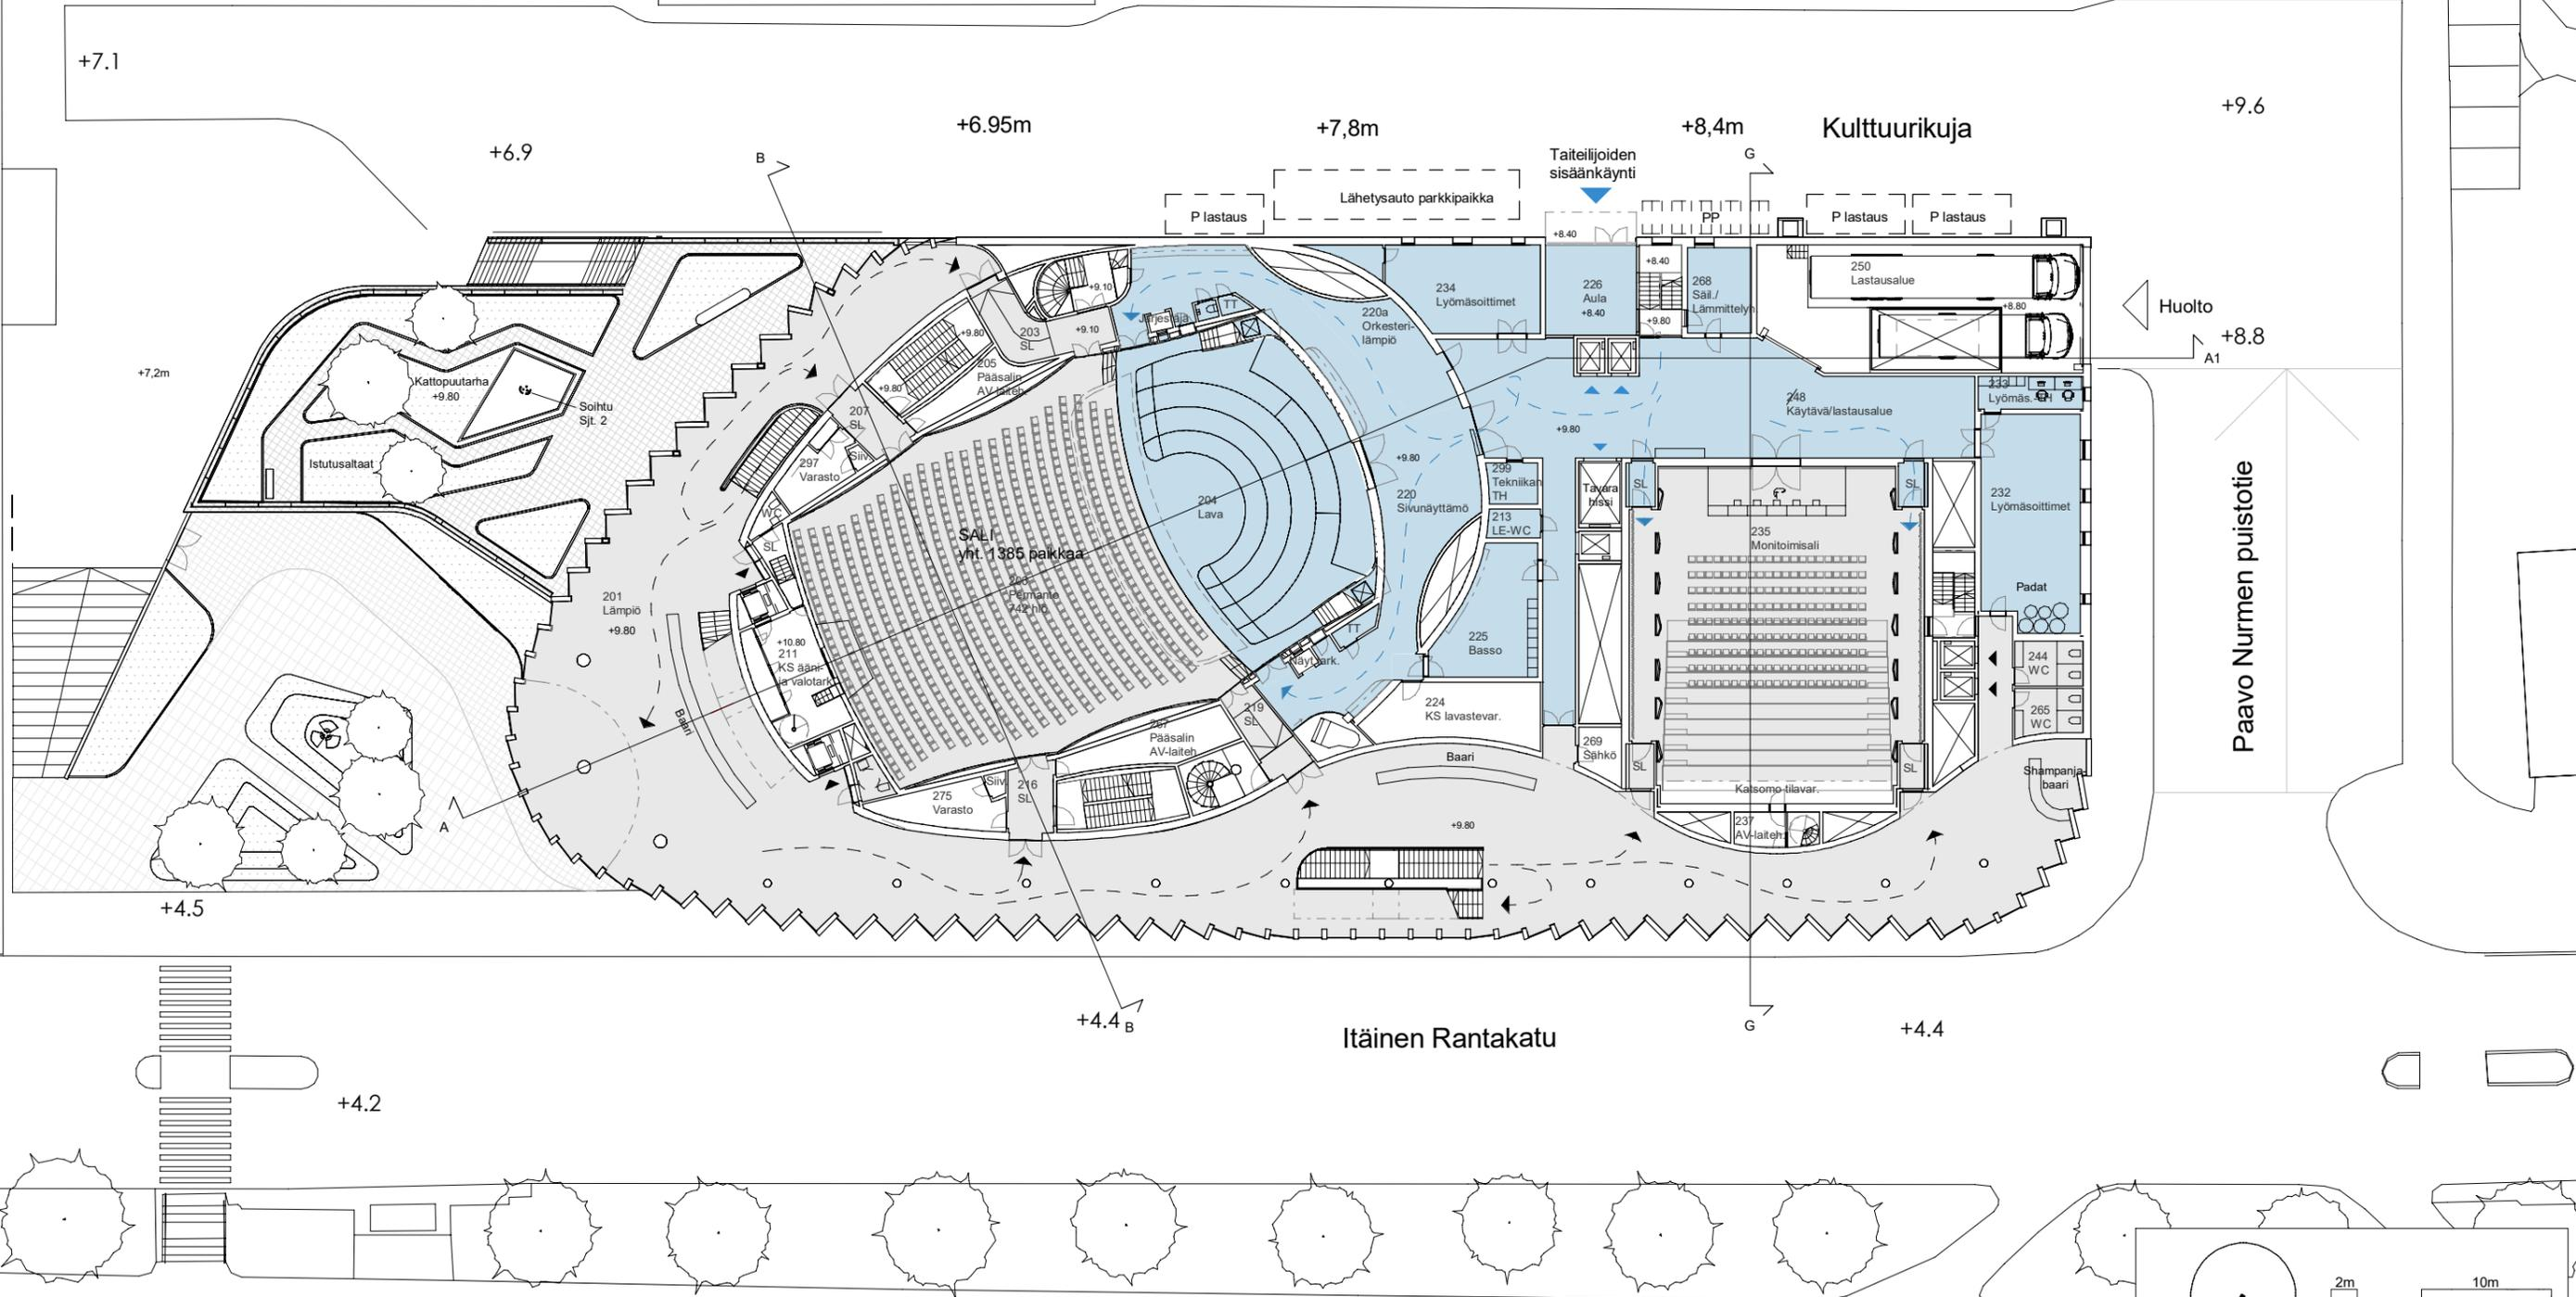 +7.1
+9.6
+6.95m
+7,8m
+8,4m
Kulttuurikuja
+6.9
B
G
Taiteilijoiden
sisäänkäynti
Lähetysauto parkkipaikka
P lastaus
PP
P lastaus
P lastaus
+8.40
+8.40
+9.10
250
Lastausalue
268
Säil./
Lämmittelyh
226
Aula
+8.40
234
Lyömäsoittimet
TT
+8.80
Huolto
+8.8
A1
220a
Orkesteri-
lämpiö
+9.80
+9.80
203
SL
+9.10
205
Pääsalin
AV-laiteh.
+9.80
+7,2m
Kattopuutarha
+9.80
Soihtu
Sjt. 2
Istutusaltaat
207
SL
297
Varasto
Siiv.
WC
SL
233
248
Käytävä/lastausalue
+9.80
+9.80
299
Tekniikan
TH
Tavara
hissi
SL
SL
204
Lava
220
Sivunäyttämö
213
LE-WC
232
Lyömäsoittimet
SALI
yht. 1385 paikkaa
Permanto
742 hlö
235
Monitoimisali
Padat
201
Lämpiö
+9.80
+10.80
211
KS ääni-
ja valotark.
TT
225
Basso
244
WC
265
WC
224
KS lavastevar.
219
SL
Baari
Pääsalin
AV-laiteh.
Baari
269
Sähkö
SL
SL
Shampanja-
baari
Katsomo tilavar.
Siiv.
216
SL
275
Varasto
237
AV-laiteh.
+9.80
A
Paavo Nurmen puistotie
+4.5
+4.4
B
Itäinen Rantakatu
G
+4.4
+4.2
2m
10m